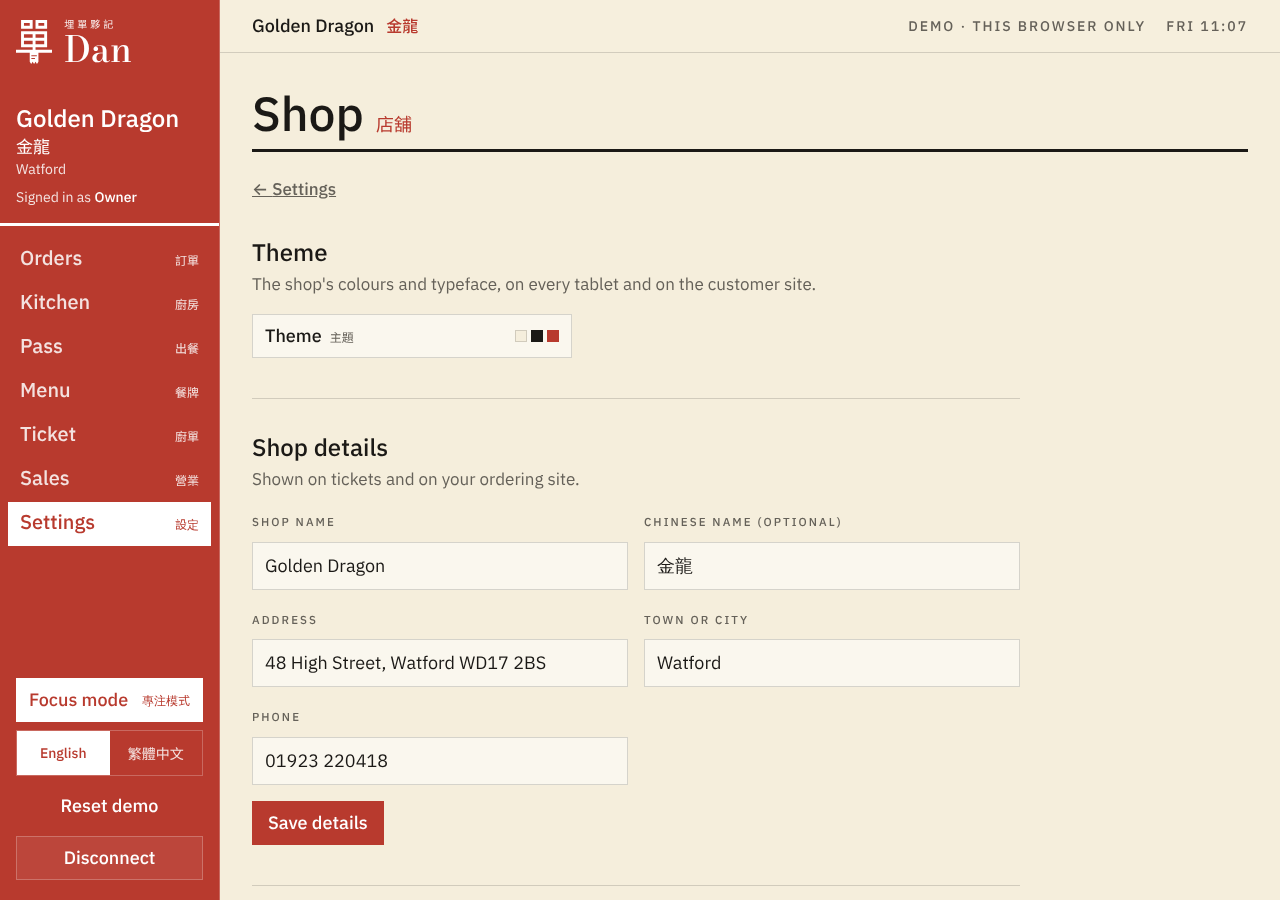 單
埋單夥記
Dan
Golden Dragon
金龍
Watford
Signed in as Owner
Orders 訂單
Kitchen 廚房
Pass 出餐
Menu 餐牌
Ticket 廚單
Sales 營業
Settings 設定
Focus mode 專注模式
English 繁體中文
Reset demo
Disconnect
Golden Dragon 金龍
DEMO · THIS BROWSER ONLY FRI 11:07
Shop 店舖
← Settings
Theme
The shop's colours and typeface, on every tablet and on the customer site.
Theme 主題
Shop details
Shown on tickets and on your ordering site.
SHOP NAME CHINESE NAME (OPTIONAL)
Golden Dragon 金龍
ADDRESS TOWN OR CITY
48 High Street, Watford WD17 2BS Watford
PHONE
01923 220418
Save details